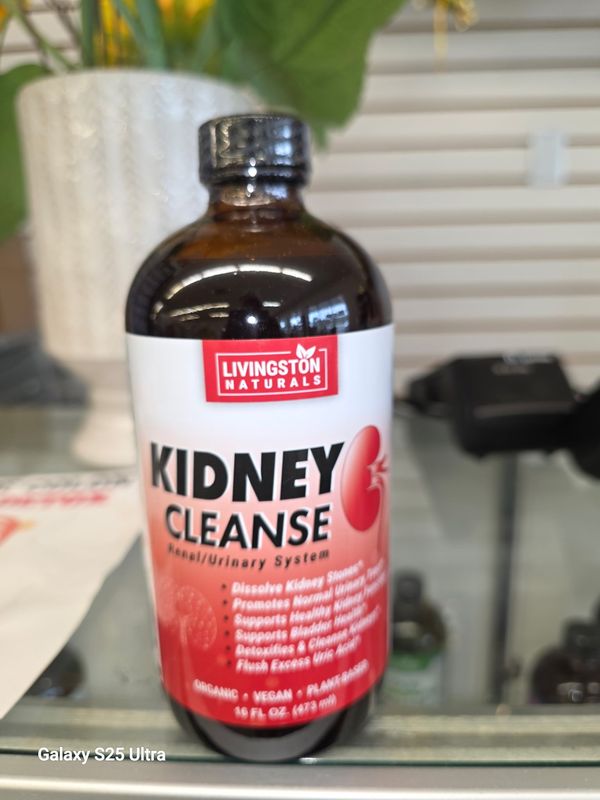 LIVINGSTON
NATURALS
KIDNEY
CLEANSE
Renal/Urinary System
• Dissolve Kidney Stones*
• Promotes Normal Urinary
• Supports Healthy Kidney
• Supports Bladder Health*
• Detoxifies & Cleanse Kidneys*
• Flush Excess Uric Acid*
ORGANIC • VEGAN • PLANT-BASED
16 FL OZ. (473 ml)
Galaxy S25 Ultra